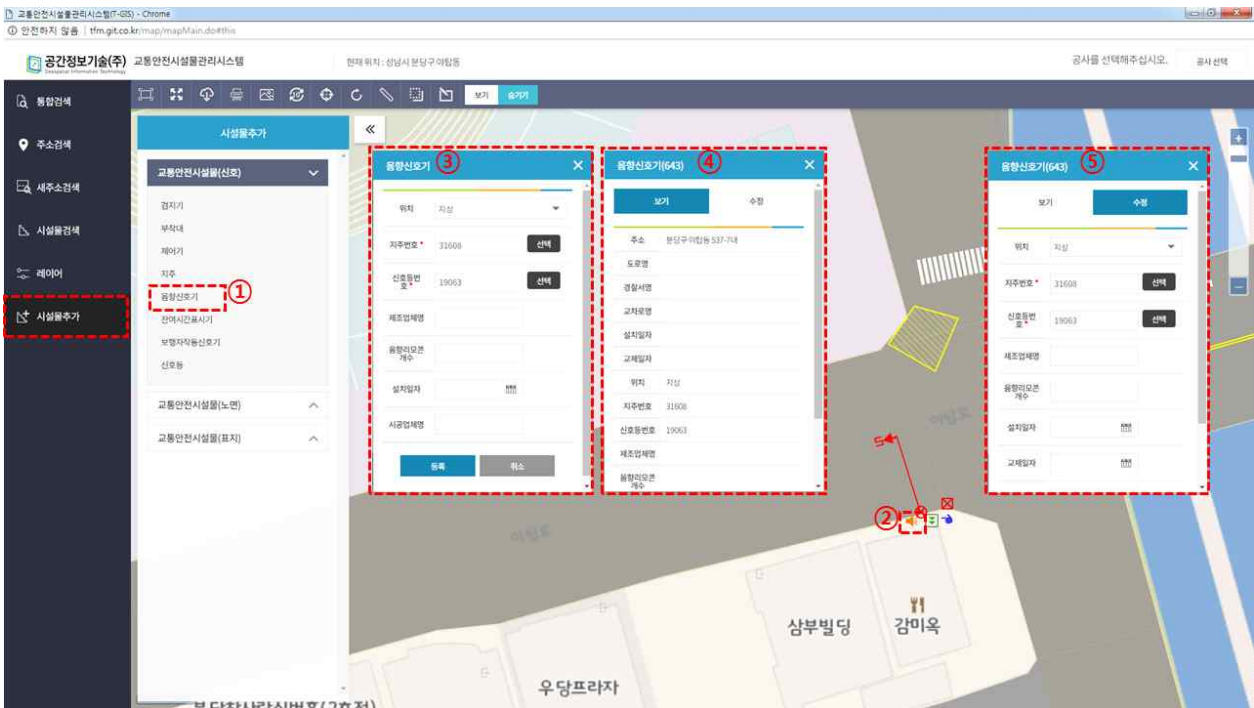 교통안전시설물관리시스템(T-GIS) - Chrome
안전하지 않음 | tfm.git.co.kr/map/mapMain.do#this
공간정보기술(주) 교통안전시설물관리시스템
Geospatial Information Technology
현재 위치 : 성남시 분당구 야탑동
공사를 선택해주십시오. 공사 선택
보기 숨기기
통합검색
주소검색
새주소검색
시설물검색
레이어
시설물추가
시설물추가
교통안전시설물(신호)
검지기
부착대
제어기
지주
음향신호기 ①
잔여시간표시기
보행자작동신호기
신호등
교통안전시설물(노면)
교통안전시설물(표지)
음향신호기 ③
위치 지상
지주번호 * 31608 선택
신호등번호 * 19063 선택
제조업체명
음향리모콘
개수
설치일자
시공업체명
등록 취소
음향신호기(643) ④
보기 수정
주소 분당구 야탑동 537-7대
도로명
경찰서명
교차로명
설치일자
교체일자
위치 지상
지주번호 31608
신호등번호 19063
제조업체명
음향리모콘
개수
음향신호기(643) ⑤
보기 수정
위치 지상
지주번호 * 31608 선택
신호등번호 * 19063 선택
제조업체명
음향리모콘
개수
설치일자
교체일자
②
야탑로
야탑로
삼부빌딩
감미옥
우당프라자